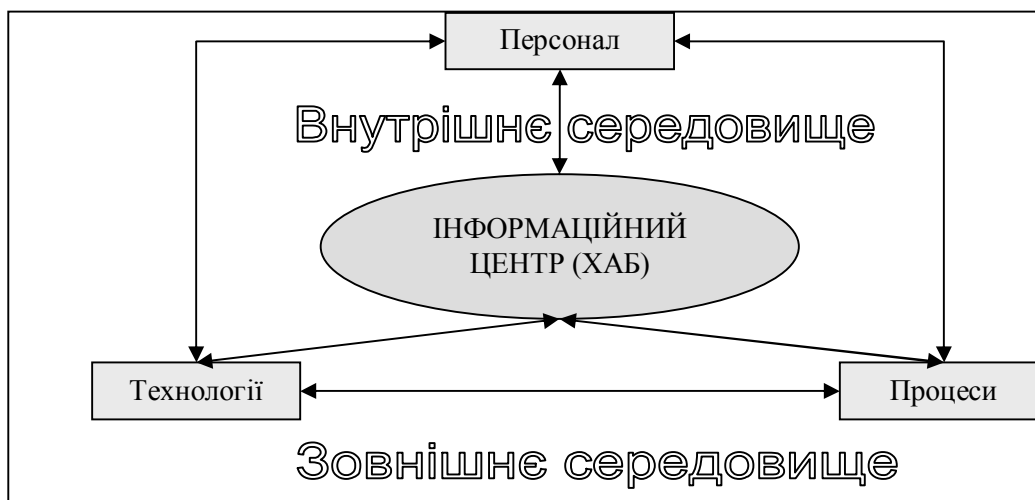 Персонал
Внутрішнє середовище
ІНФОРМАЦІЙНИЙ
ЦЕНТР (ХАБ)
Технології
Процеси
Зовнішнє середовище